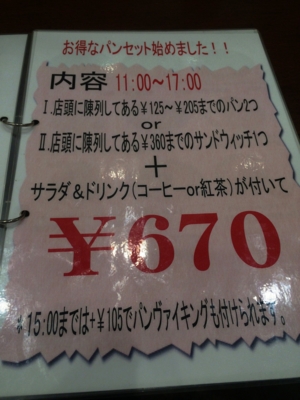 お得なパンセット始めました！！
内容 11:00～17:00
Ⅰ.店頭に陳列してある￥125～￥205までのパン2つ
or
Ⅱ.店頭に陳列してある￥360までのサンドウィッチ1つ
＋
サラダ＆ドリンク(コーヒーor紅茶)が付いて
￥670
＊15:00までは+￥105でパンヴァイキングも付けられます。